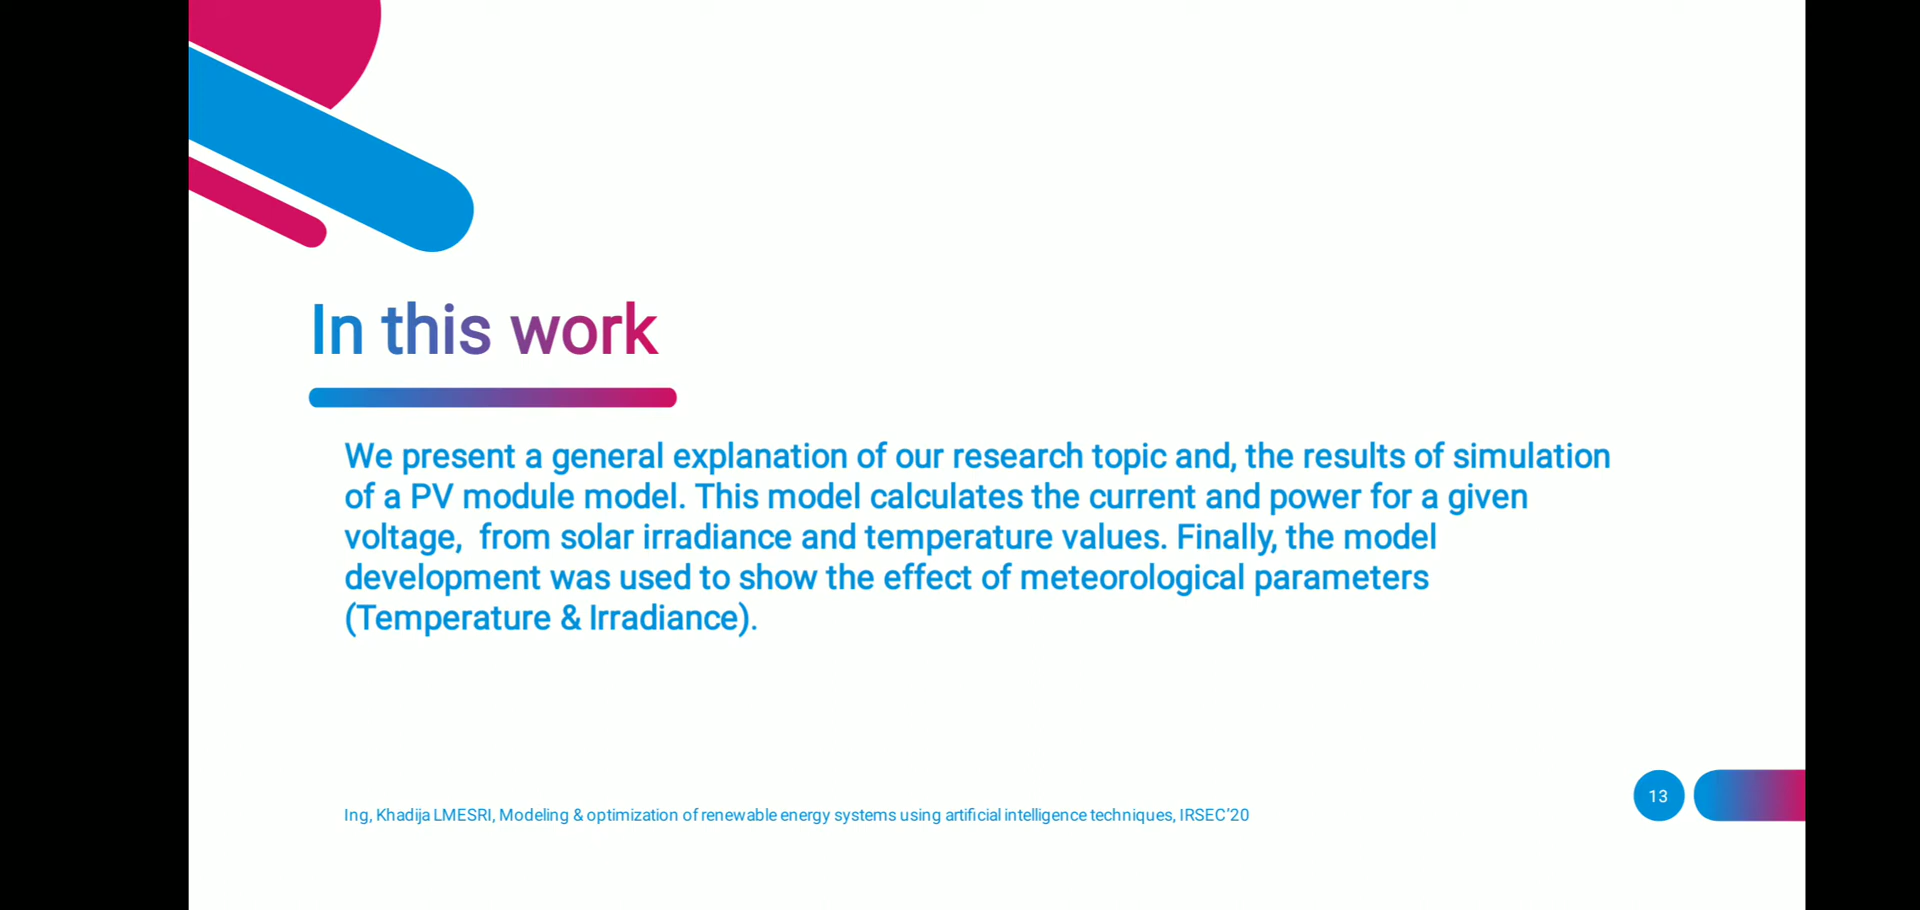 In this work
We present a general explanation of our research topic and, the results of simulation
of a PV module model. This model calculates the current and power for a given
voltage,  from solar irradiance and temperature values. Finally, the model
development was used to show the effect of meteorological parameters
(Temperature & Irradiance).
13
Ing, Khadija LMESRI, Modeling & optimization of renewable energy systems using artificial intelligence techniques, IRSEC’20